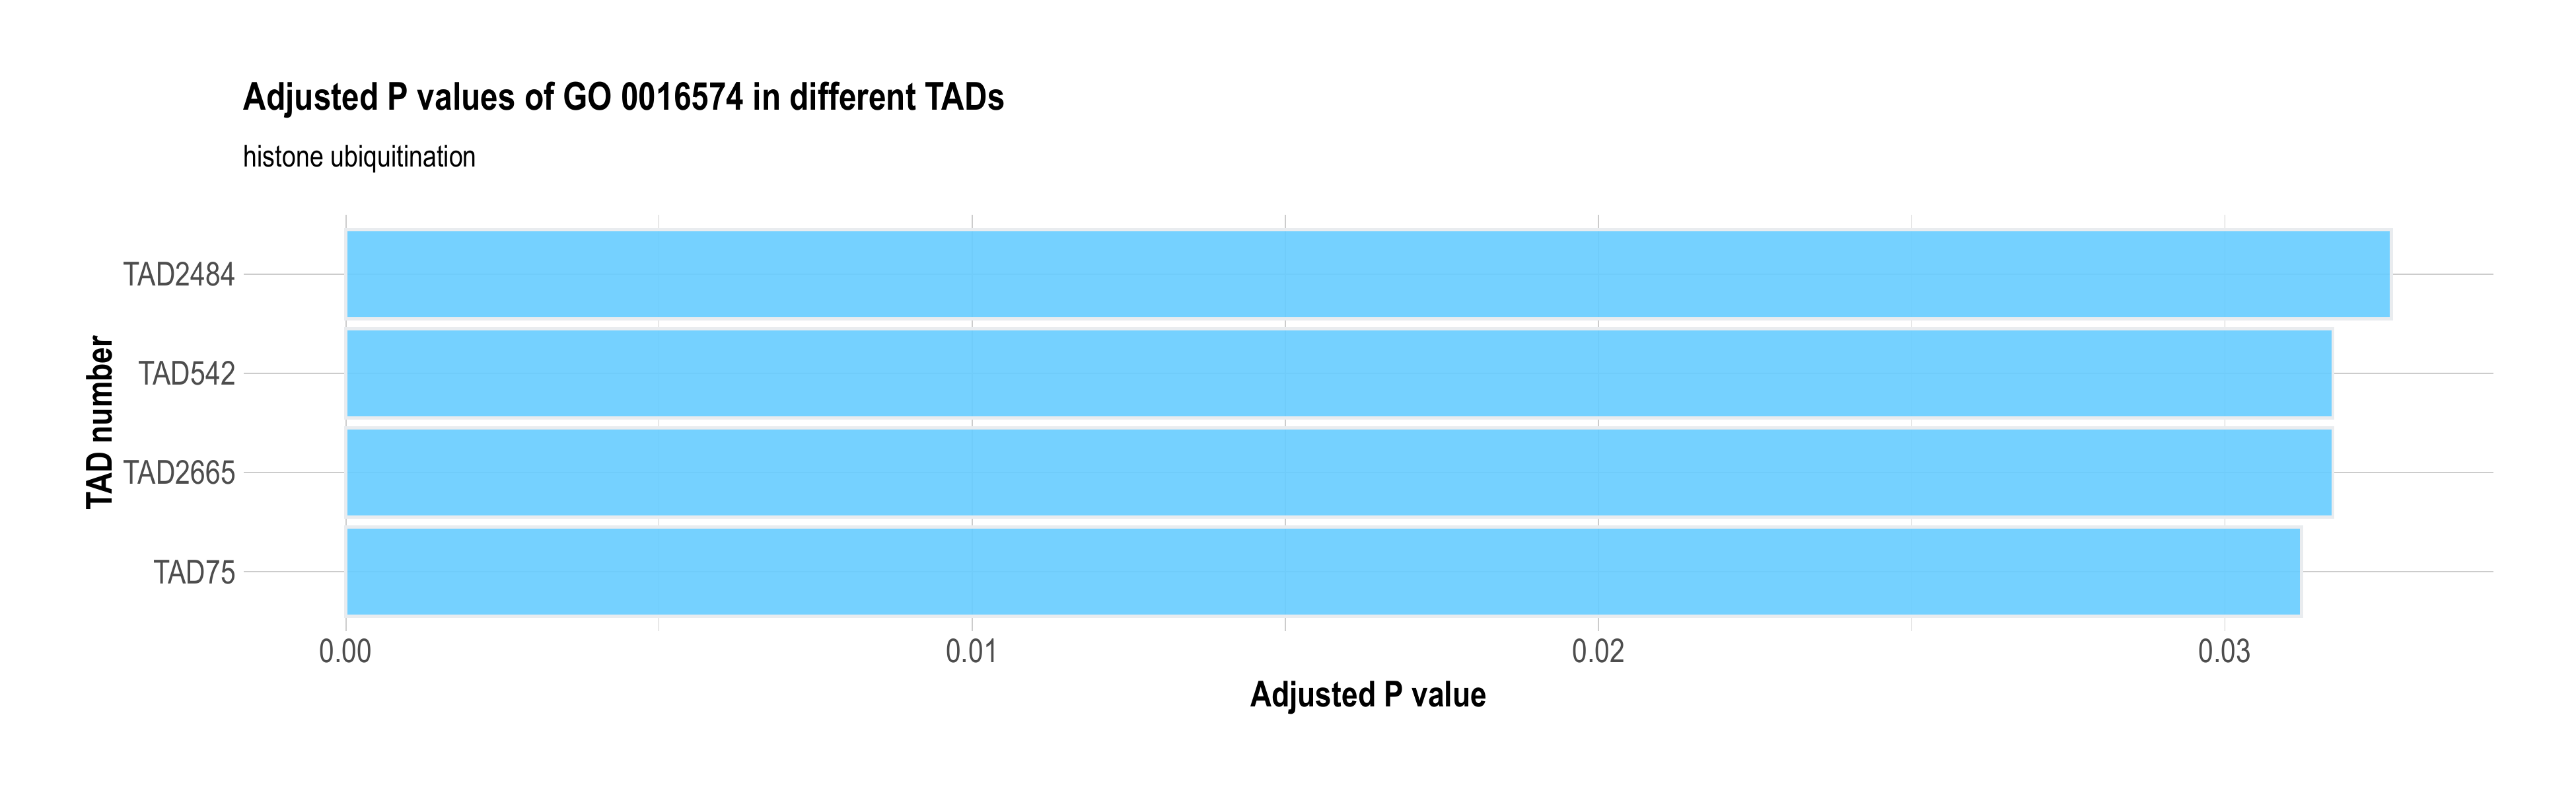 Adjusted P values of GO 0016574 in different TADs
histone ubiquitination
TAD number
TAD2484
TAD542
TAD2665
TAD75
0.00 0.01 0.02 0.03
Adjusted P value